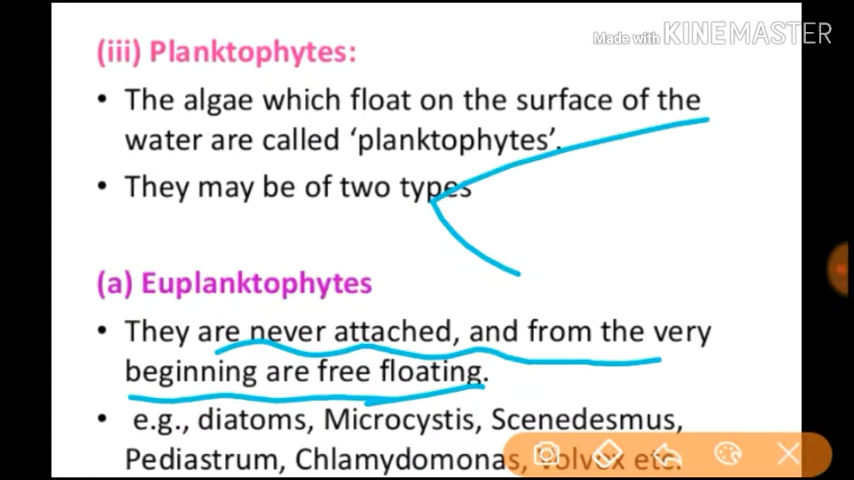 Made with KINEMASTER
(iii) Planktophytes:
• The algae which float on the surface of the
water are called ‘planktophytes’.
• They may be of two types
(a) Euplanktophytes
• They are never attached, and from the very
beginning are free floating.
• e.g., diatoms, Microcystis, Scenedesmus,
Pediastrum, Chlamydomonas, Volvox etc.